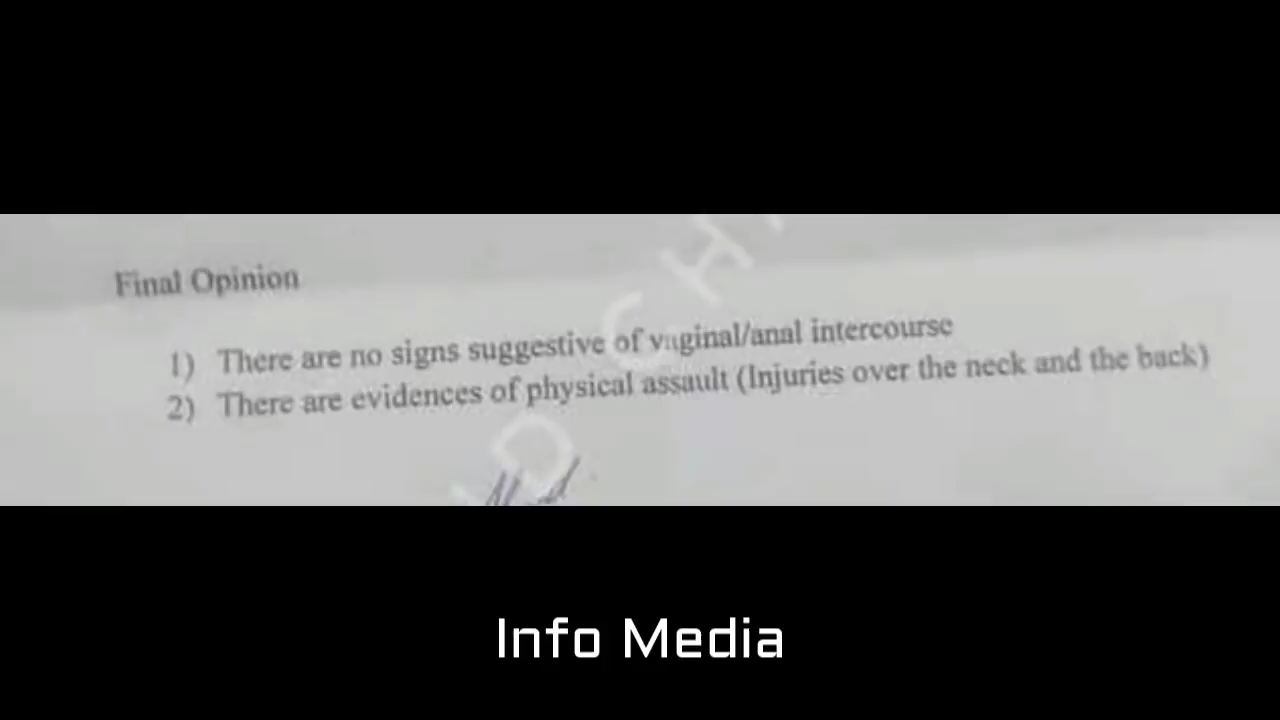 Final Opinion
1) There are no signs suggestive of vaginal/anal intercourse
2) There are evidences of physical assault (Injuries over the neck and the back)
D CH
Info Media